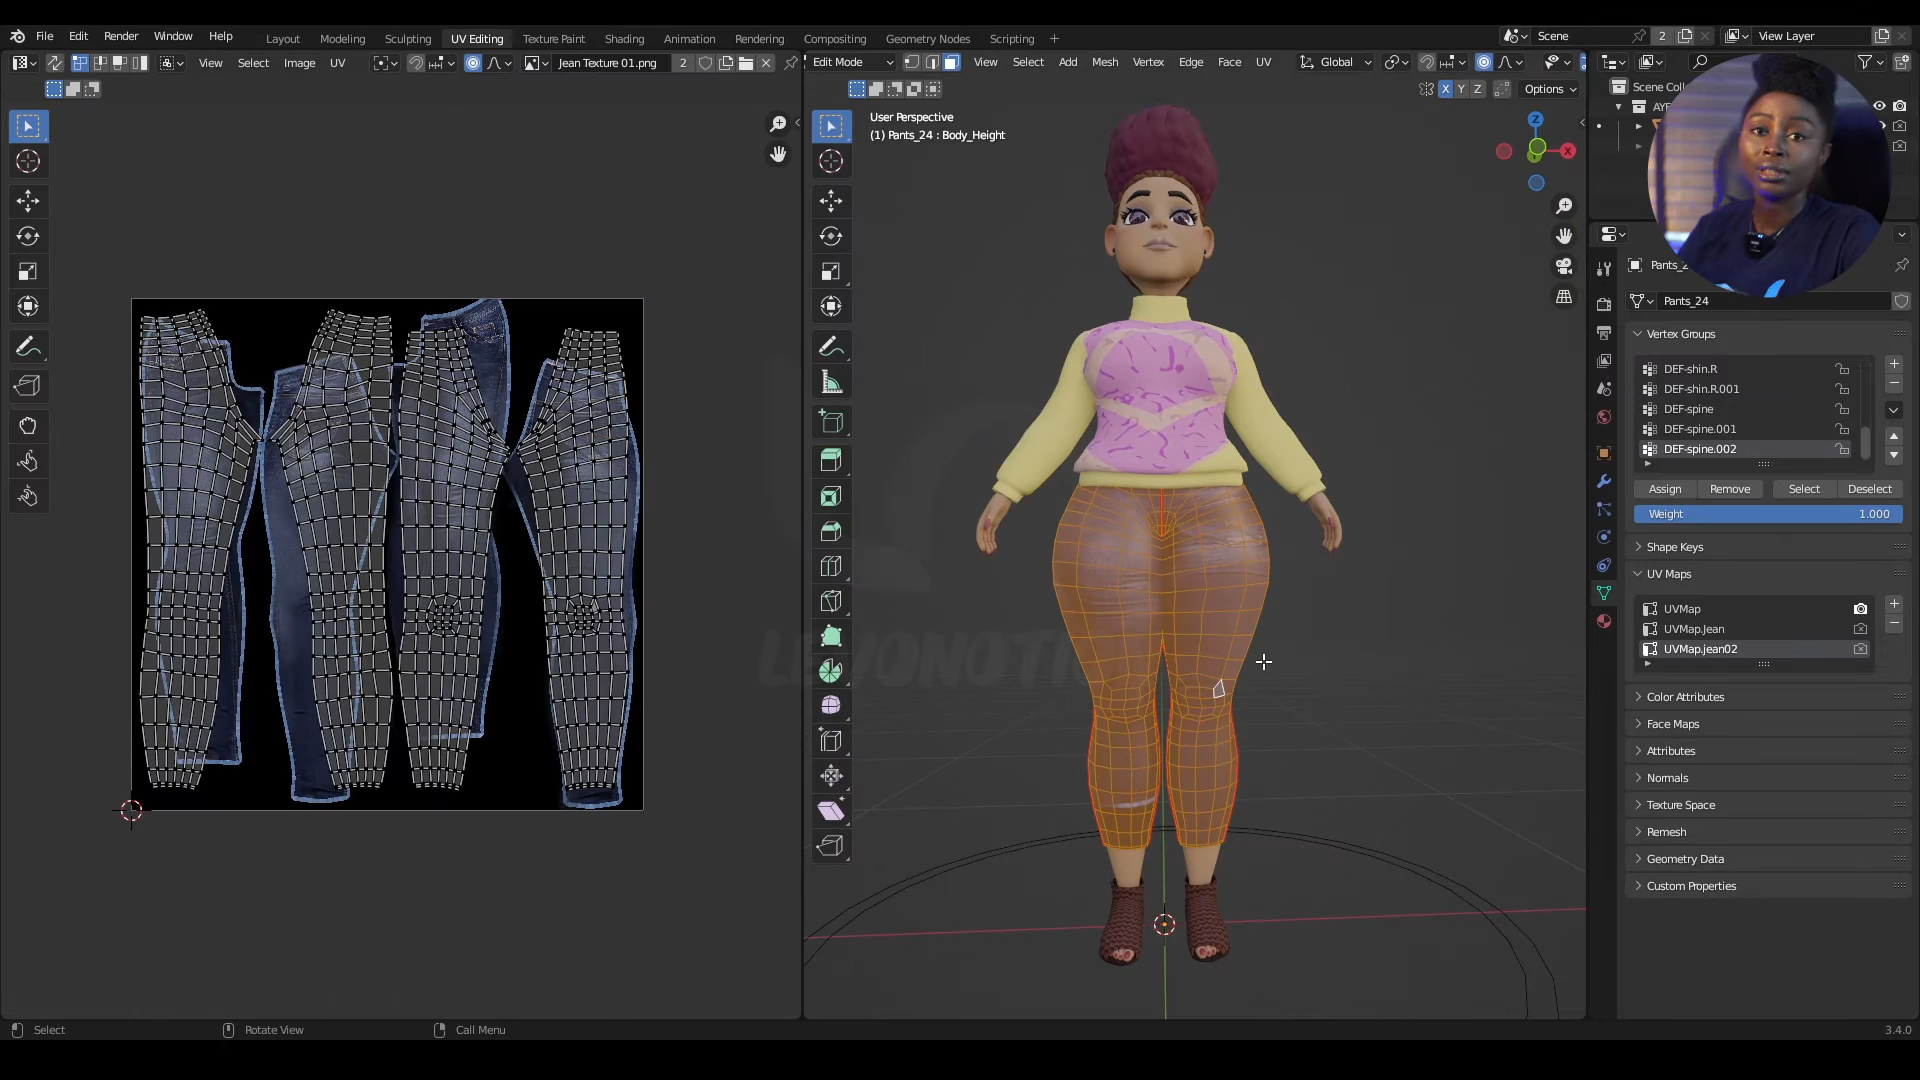 File Edit Render Window Help Layout Modeling Sculpting UV Editing Texture Paint Shading Animation Rendering Compositing Geometry Nodes Scripting + Scene 2 View Layer
View Select Image UV Jean Texture 01.png 2 Edit Mode View Select Add Mesh Vertex Edge Face UV Global
X Y Z Options
Scene Coll
User Perspective
(1) Pants_24 : Body_Height
Z
X
Pants_2
Pants_24
Vertex Groups
DEF-shin.R
DEF-shin.R.001
DEF-spine
DEF-spine.001
DEF-spine.002
Assign Remove Select Deselect
Weight 1.000
Shape Keys
UV Maps
UVMap
UVMap.Jean
UVMap.jean02
Color Attributes
Face Maps
Attributes
Normals
Texture Space
Remesh
Geometry Data
Custom Properties
Select Rotate View Call Menu 3.4.0